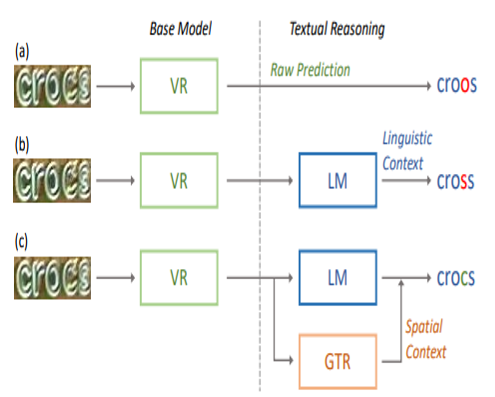 Base Model Textual Reasoning
(a)
crocs VR Raw Prediction croos
(b)
crocs VR LM Linguistic Context cross
(c)
crocs VR LM crocs
GTR Spatial Context